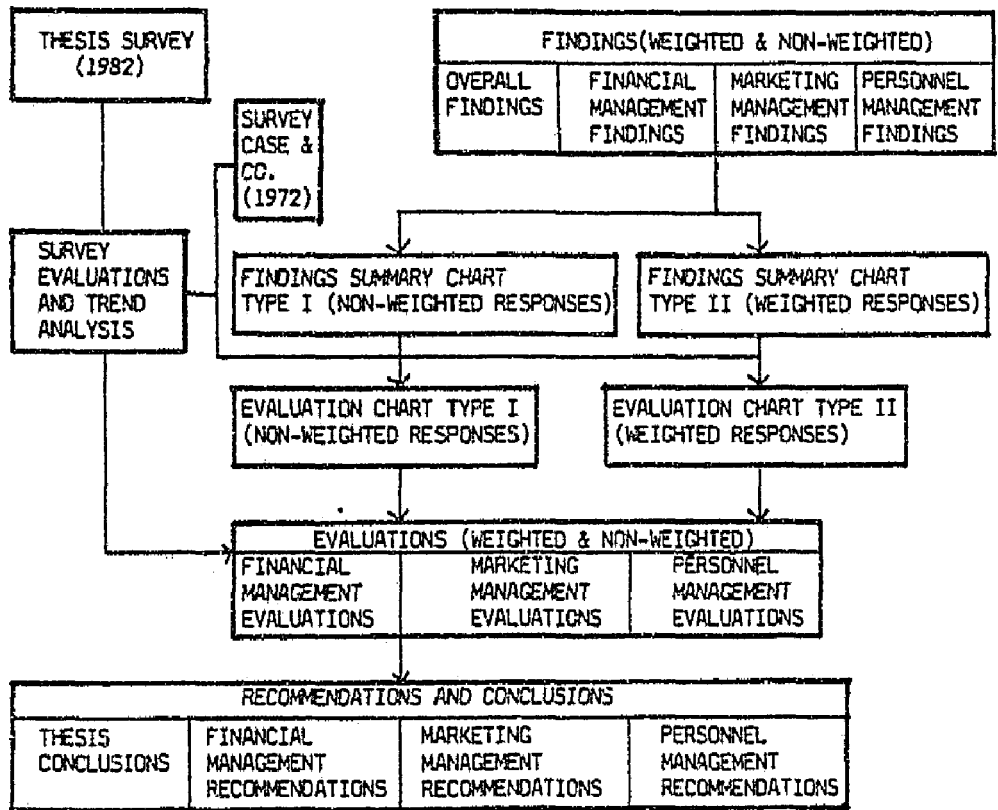 THESIS SURVEY
(1982)
SURVEY
CASE &
CO.
(1972)
FINDINGS(WEIGHTED & NON-WEIGHTED)
OVERALL
FINDINGS
FINANCIAL
MANAGEMENT
FINDINGS
MARKETING
MANAGEMENT
FINDINGS
PERSONNEL
MANAGEMENT
FINDINGS
SURVEY
EVALUATIONS
AND TREND
ANALYSIS
FINDINGS SUMMARY CHART
TYPE I (NON-WEIGHTED RESPONSES)
FINDINGS SUMMARY CHART
TYPE II (WEIGHTED RESPONSES)
EVALUATION CHART TYPE I
(NON-WEIGHTED RESPONSES)
EVALUATION CHART TYPE II
(WEIGHTED RESPONSES)
EVALUATIONS (WEIGHTED & NON-WEIGHTED)
FINANCIAL
MANAGEMENT
EVALUATIONS
MARKETING
MANAGEMENT
EVALUATIONS
PERSONNEL
MANAGEMENT
EVALUATIONS
RECOMMENDATIONS AND CONCLUSIONS
THESIS
CONCLUSIONS
FINANCIAL
MANAGEMENT
RECOMMENDATIONS
MARKETING
MANAGEMENT
RECOMMENDATIONS
PERSONNEL
MANAGEMENT
RECOMMENDATIONS